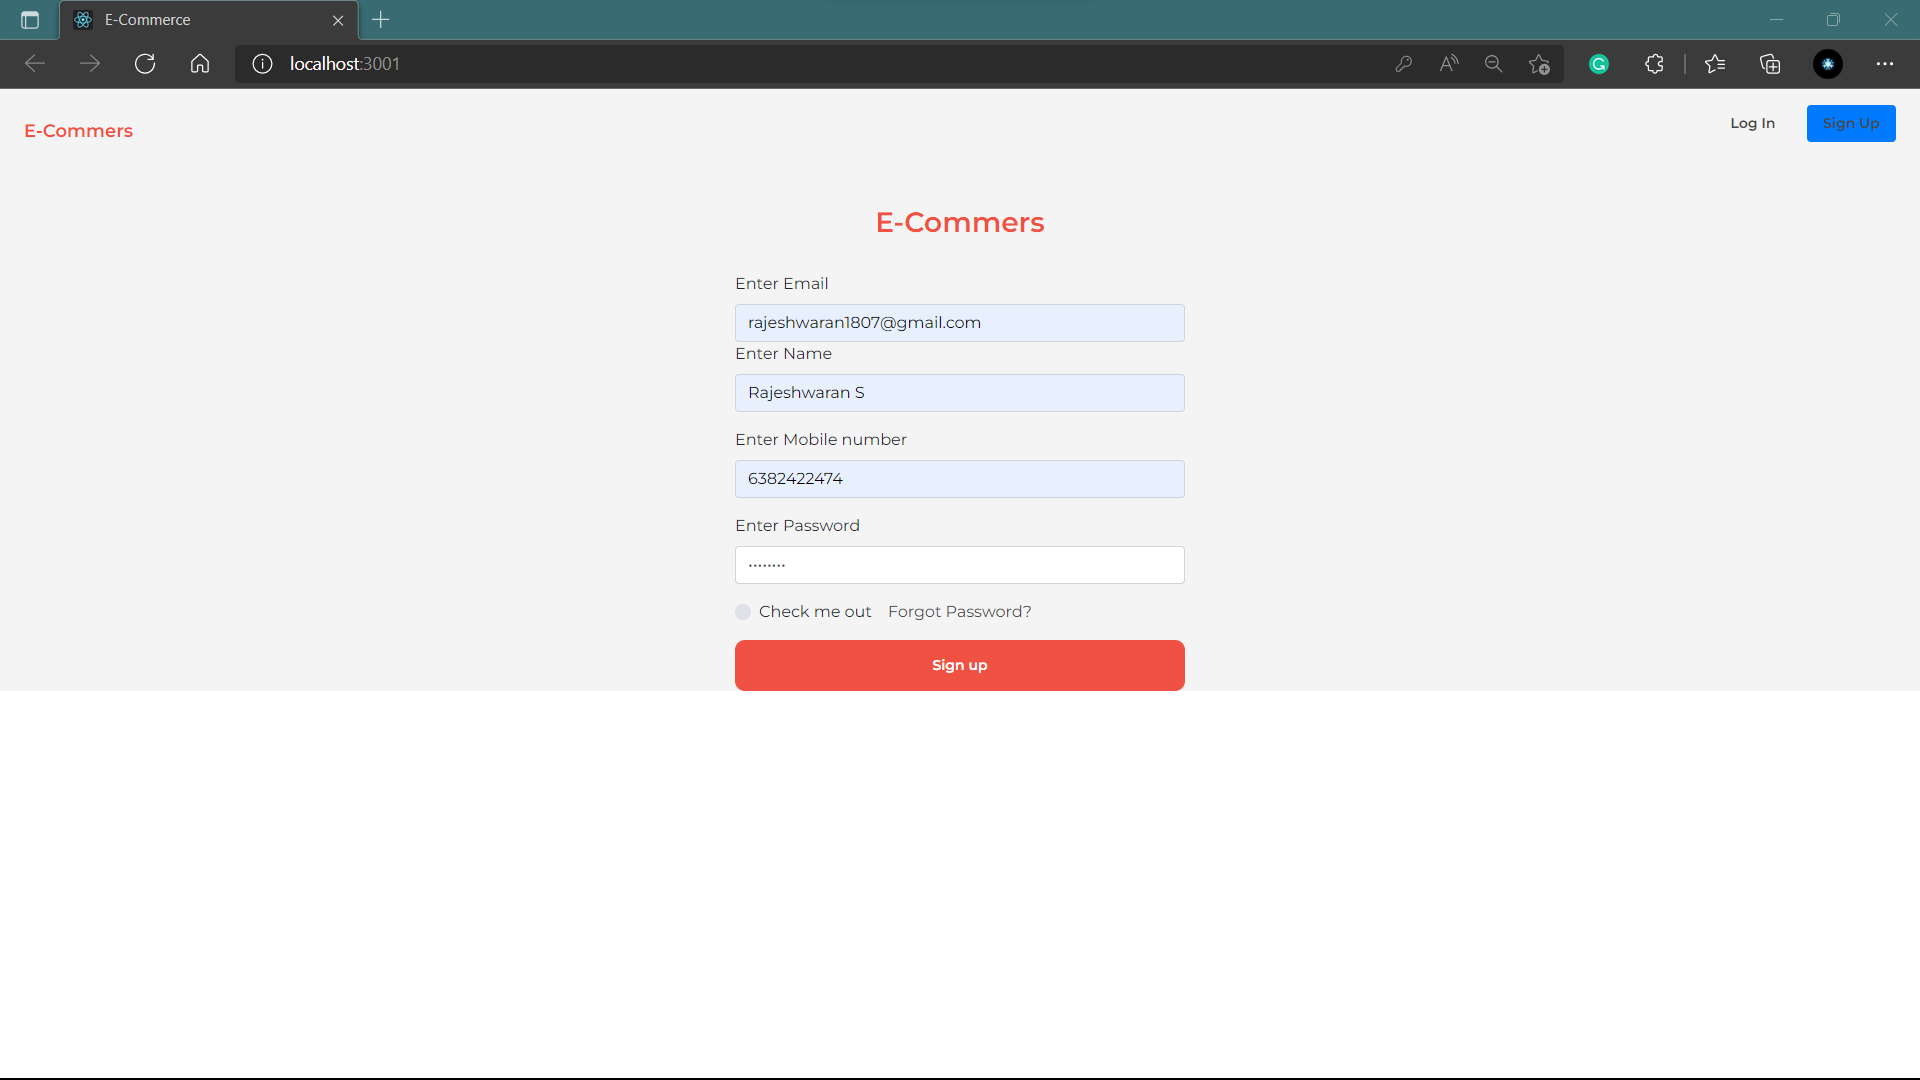 E-Commerce
localhost:3001
E-Commers
Log In
Sign Up
E-Commers
Enter Email
rajeshwaran1807@gmail.com
Enter Name
Rajeshwaran S
Enter Mobile number
6382422474
Enter Password
········
Check me out Forgot Password?
Sign up